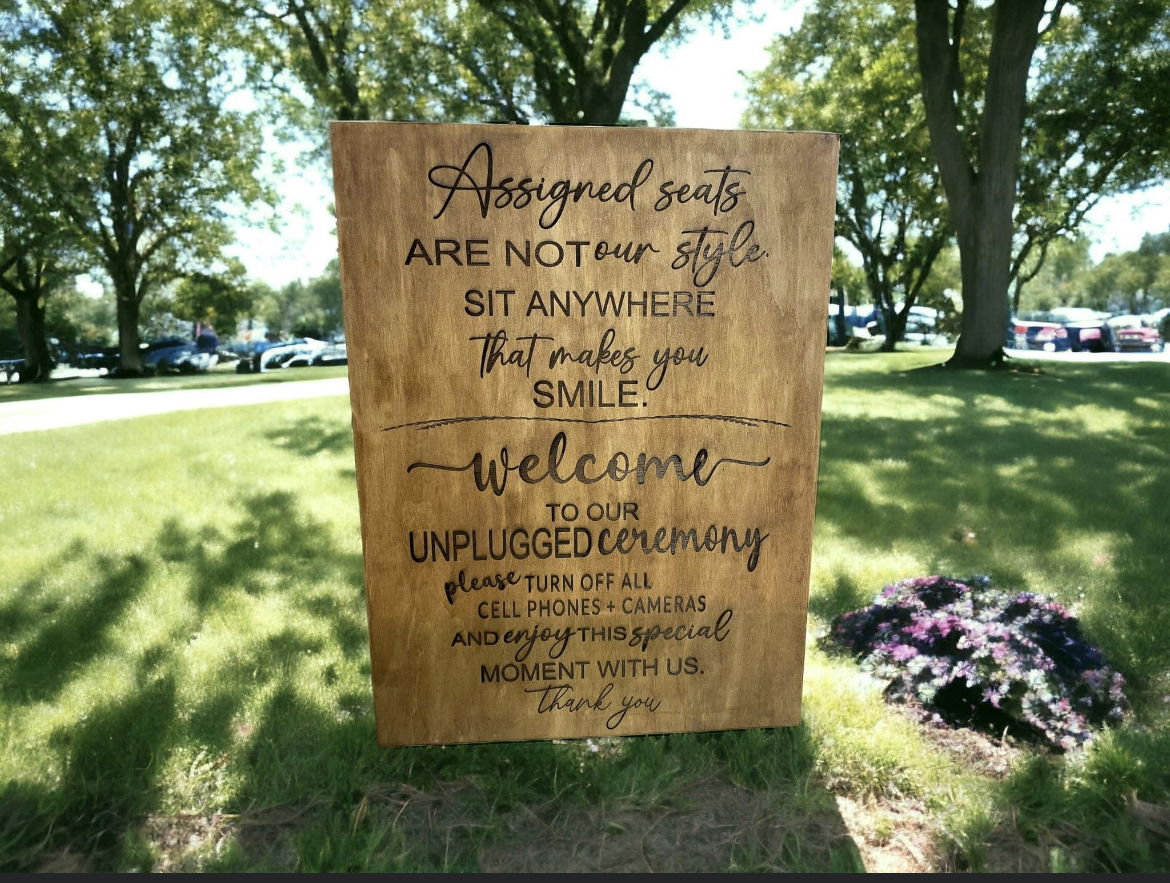 Assigned seats
ARE NOT our style.
SIT ANYWHERE
that makes you
SMILE.
welcome
TO OUR
UNPLUGGED ceremony
please TURN OFF ALL
CELL PHONES + CAMERAS
AND enjoy THIS special
MOMENT WITH US.
Thank you